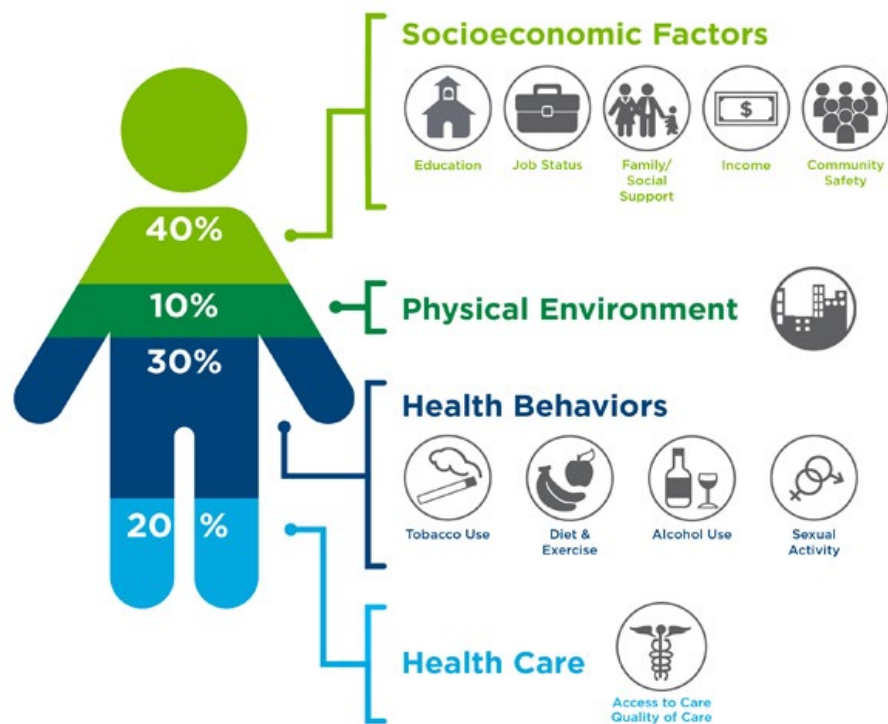 Socioeconomic Factors
$
Education
Job Status
Family/
Social
Support
Income
Community
Safety
40%
10%
Physical Environment
30%
Health Behaviors
Tobacco Use
Diet &
Exercise
Alcohol Use
Sexual
Activity
20 %
Health Care
Access to Care
Quality of Care